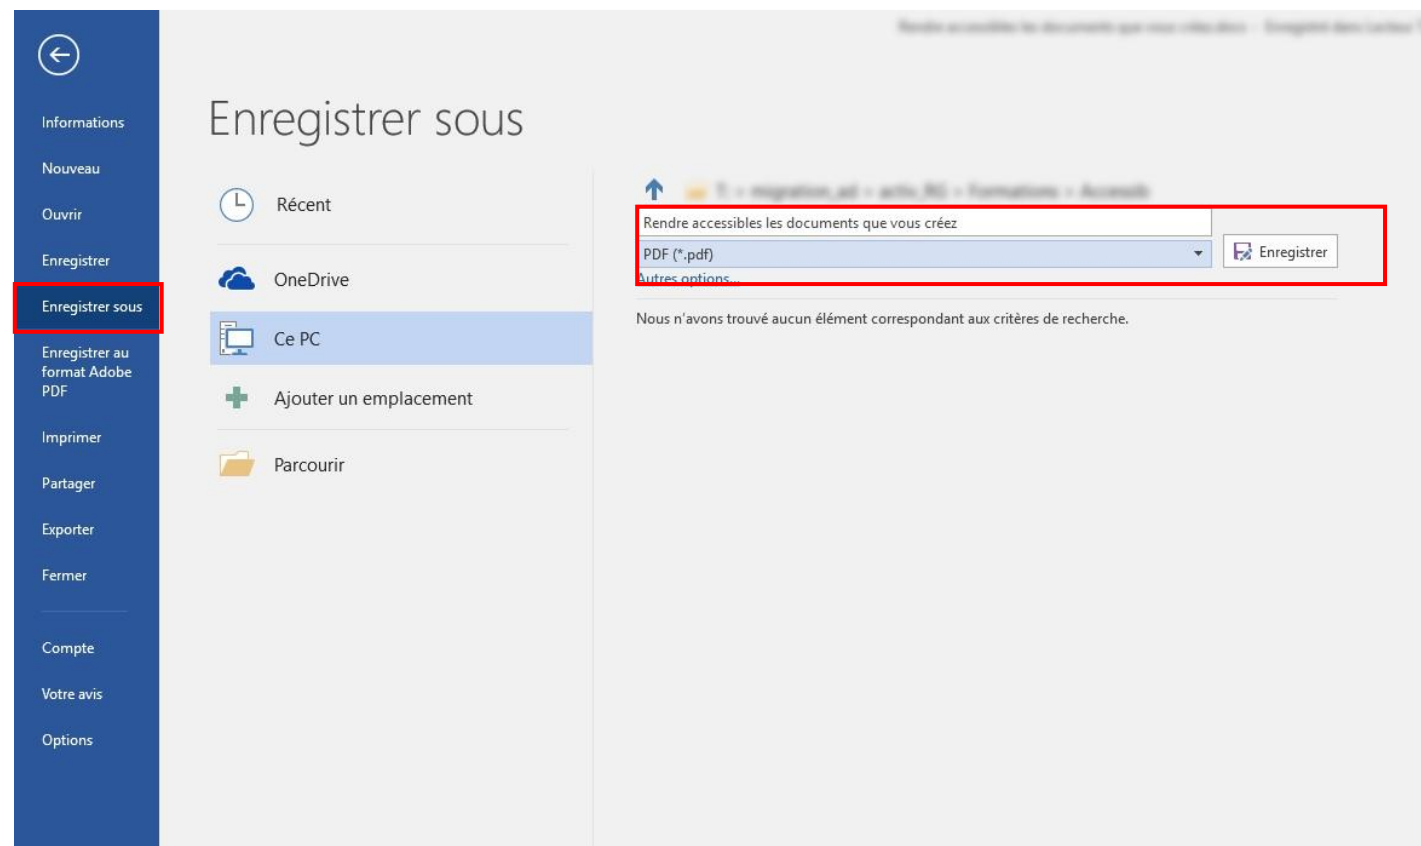 Informations
Nouveau
Ouvrir
Enregistrer
Enregistrer sous
Enregistrer au
format Adobe
PDF
Imprimer
Partager
Exporter
Fermer
Compte
Votre avis
Options
Enregistrer sous
Récent
OneDrive
Ce PC
Ajouter un emplacement
Parcourir
Rendre accessibles les documents que vous créez
PDF (*.pdf)
Enregistrer
Autres options...
Nous n'avons trouvé aucun élément correspondant aux critères de recherche.